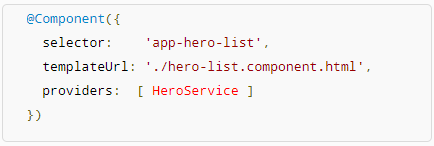 @Component({
  selector:    'app-hero-list',
  templateUrl: './hero-list.component.html',
  providers:  [ HeroService ]
})